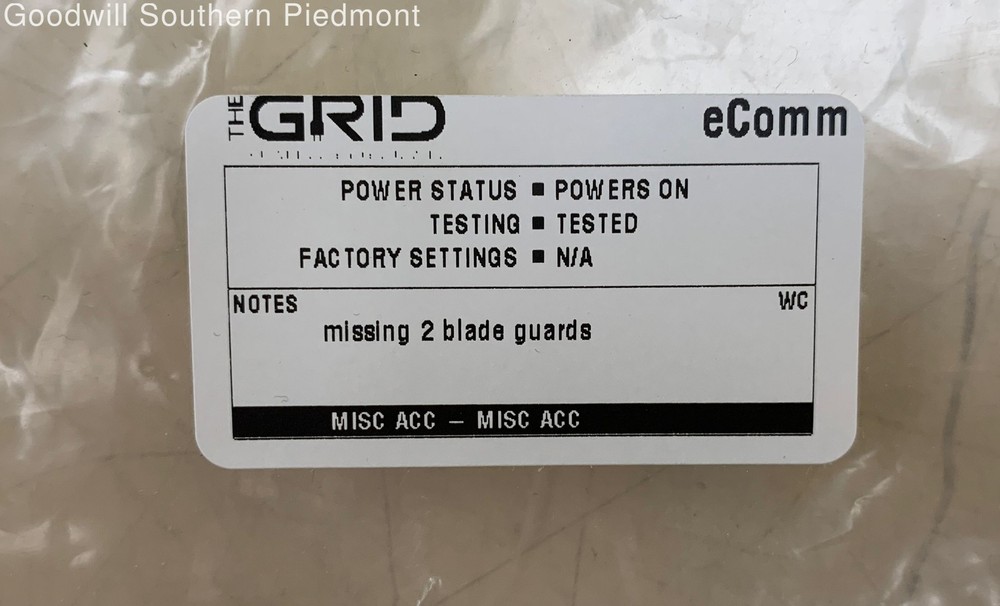 Goodwill Southern Piedmont
THE GRID
eComm
POWER STATUS ▪ POWERS ON
TESTING ▪ TESTED
FACTORY SETTINGS ▪ N/A
NOTES
WC
missing 2 blade guards
MISC ACC — MISC ACC